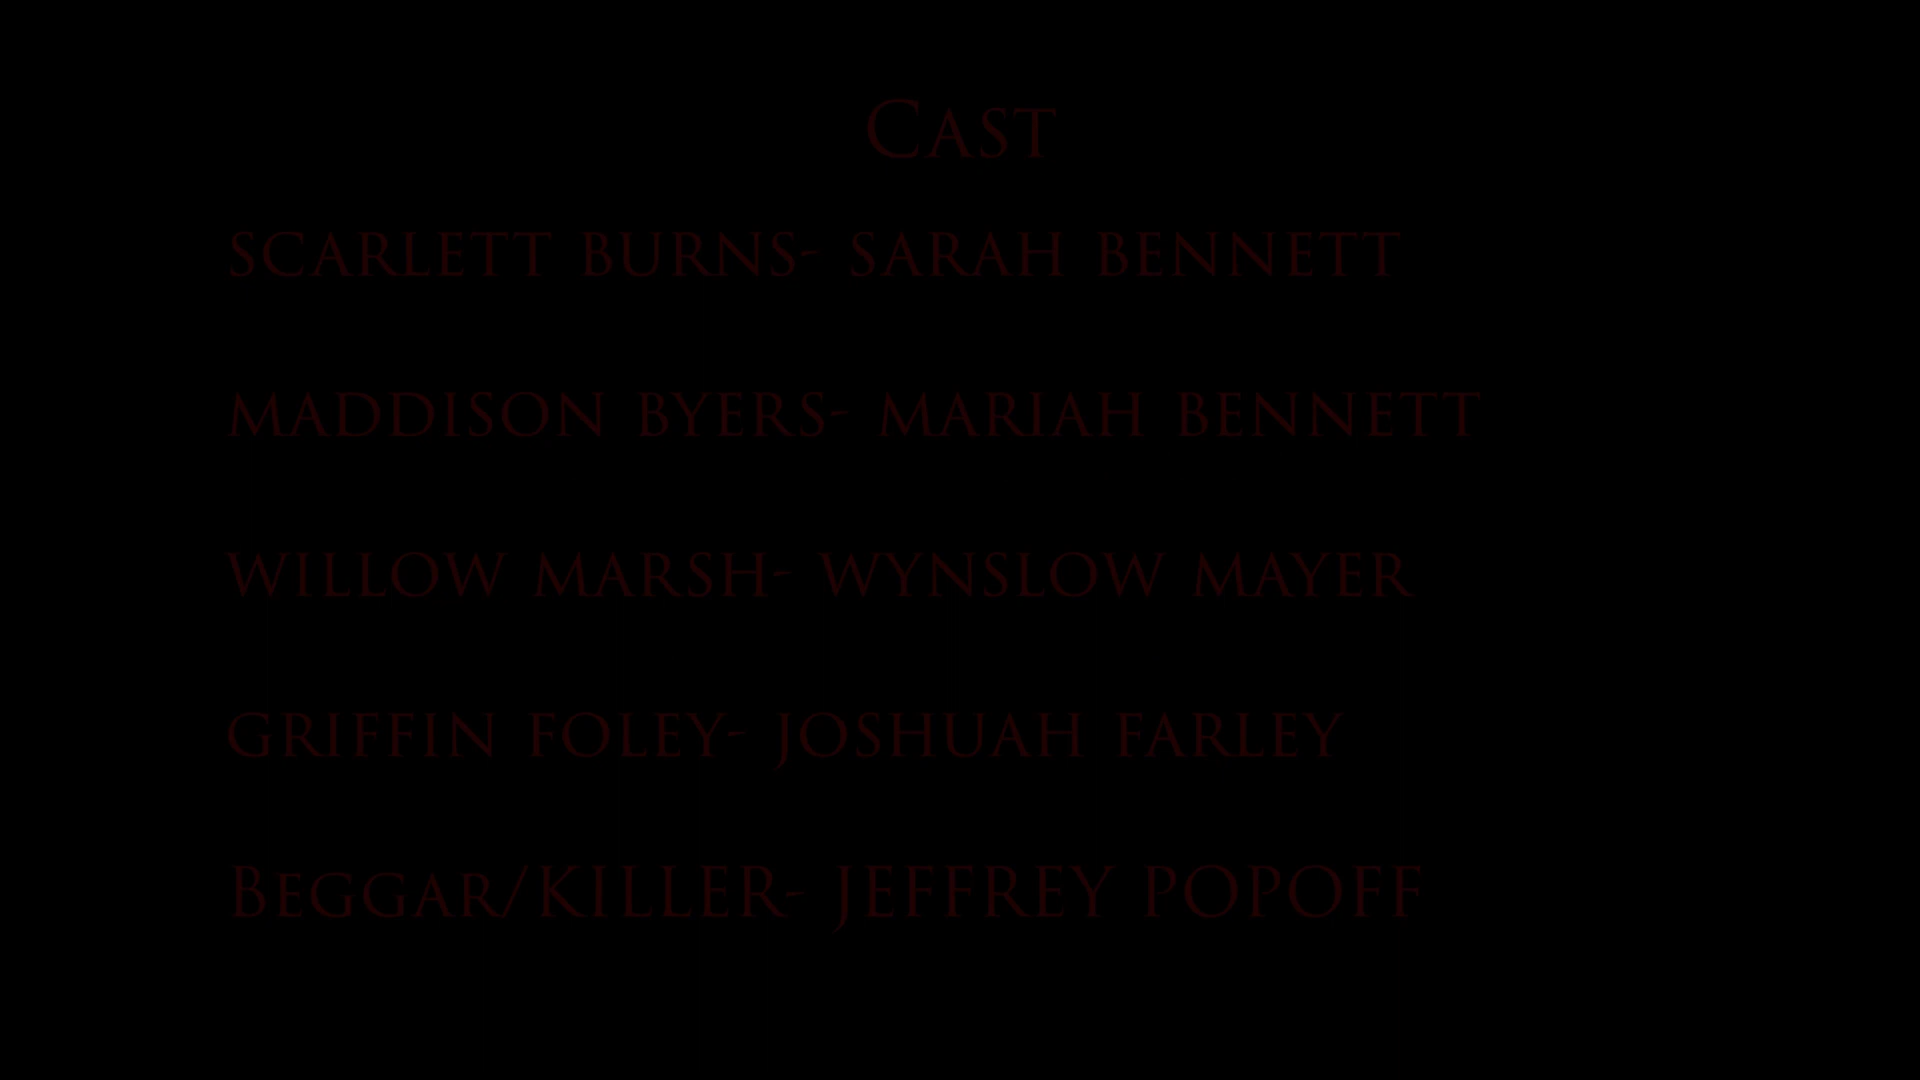 Cast
SCARLETT BURNS- SARAH BENNETT
MADDISON BYERS- MARIAH BENNETT
WILLOW MARSH- WYNSLOW MAYER
GRIFFIN FOLEY- JOSHUAH FARLEY
Beggar/KILLER- JEFFREY POPOFF